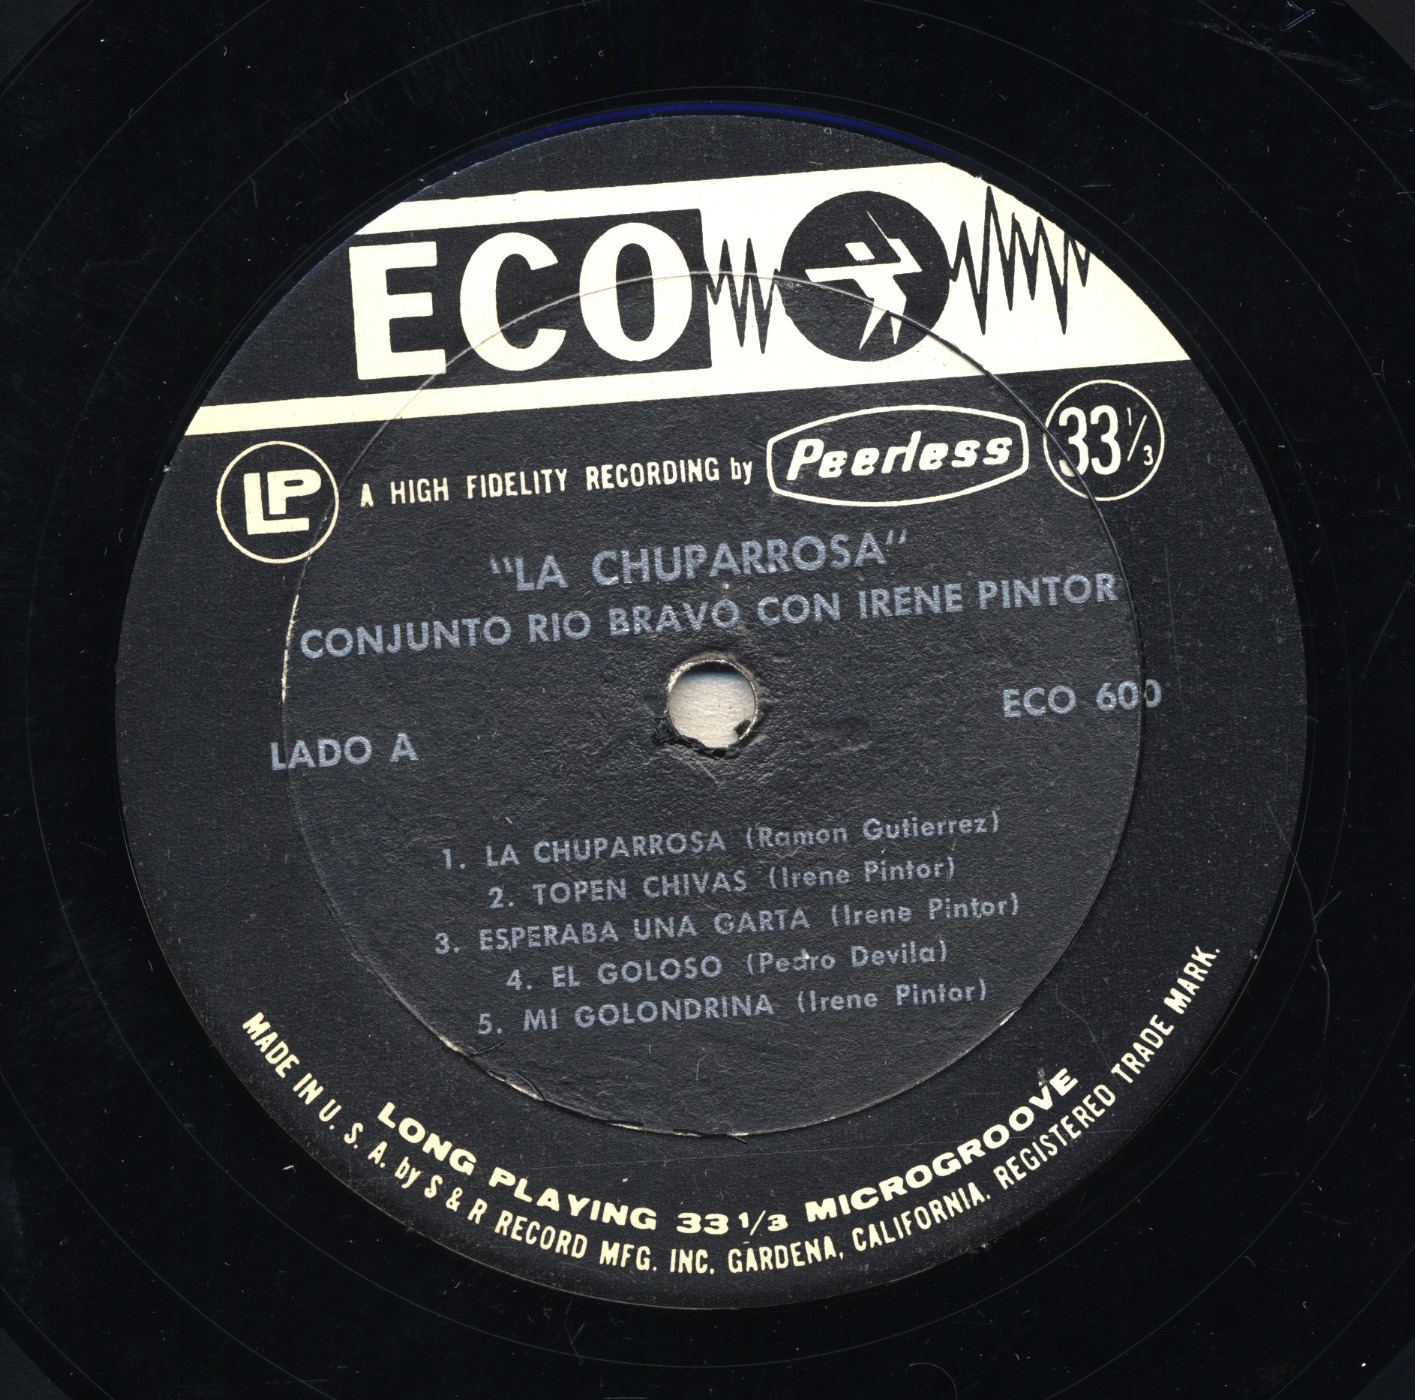 ECO
LP A HIGH FIDELITY RECORDING by Peerless 33 1/3
"LA CHUPARROSA"
CONJUNTO RIO BRAVO CON IRENE PINTOR
ECO 600
LADO A
1. LA CHUPARROSA (Ramon Gutierrez)
2. TOPEN CHIVAS (Irene Pintor)
3. ESPERABA UNA GARTA (Irene Pintor)
4. EL GOLOSO (Pedro Devila)
5. MI GOLONDRINA (Irene Pintor)
LONG PLAYING 33 1/3 MICROGROOVE
MADE IN U. S. A. by S & R RECORD MFG. INC. GARDENA, CALIFORNIA. REGISTERED TRADE MARK.